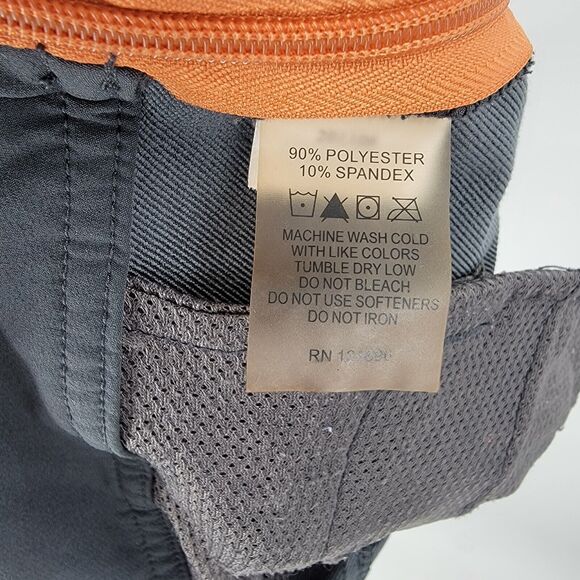 90% POLYESTER
10% SPANDEX
MACHINE WASH COLD
WITH LIKE COLORS
TUMBLE DRY LOW
DO NOT BLEACH
DO NOT USE SOFTENERS
DO NOT IRON
RN